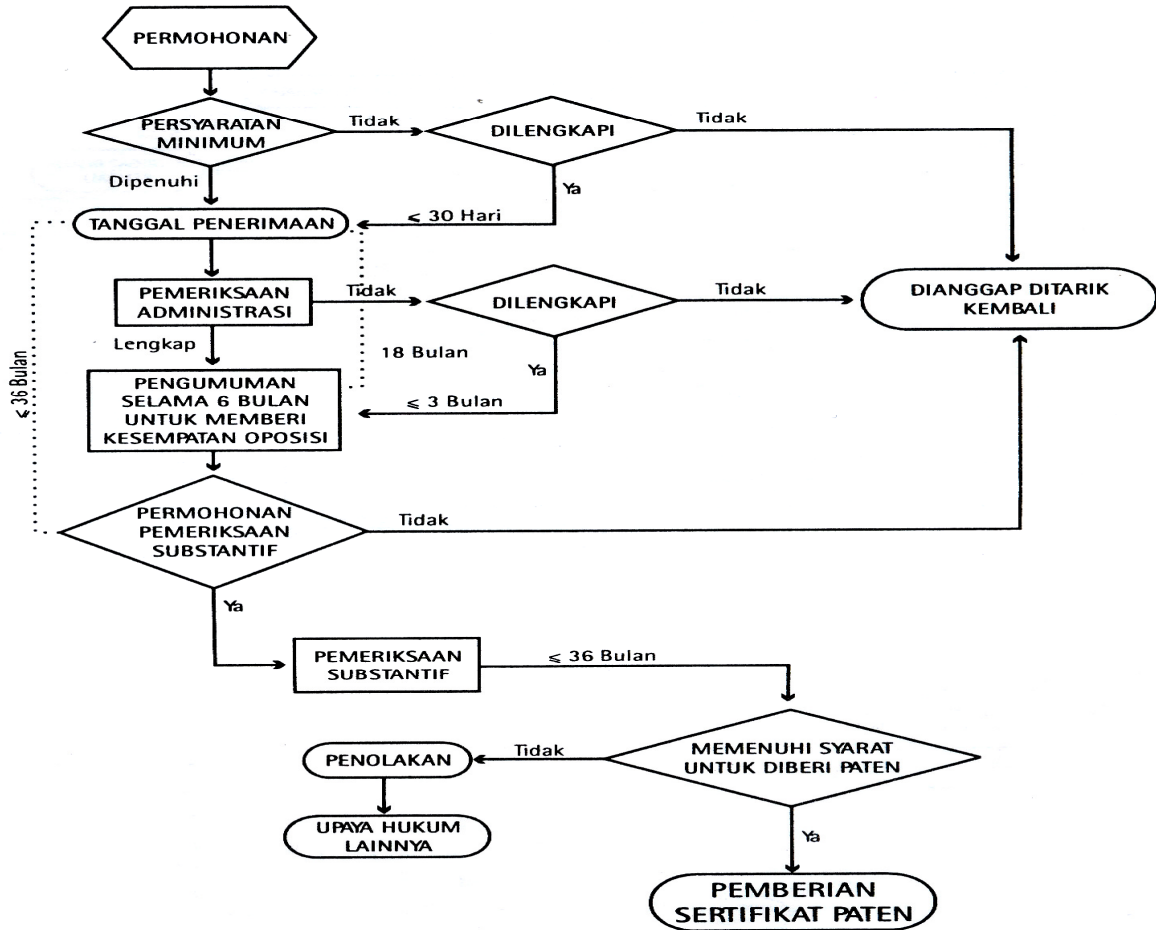 PERMOHONAN
PERSYARATAN
MINIMUM
Tidak
DILENGKAPI
Tidak
Dipenuhi
Ya
⩽ 30 Hari
TANGGAL PENERIMAAN
PEMERIKSAAN
ADMINISTRASI
Tidak
DILENGKAPI
Tidak
DIANGGAP DITARIK
KEMBALI
Lengkap
18 Bulan
Ya
⩽ 36 Bulan
PENGUMUMAN
SELAMA 6 BULAN
UNTUK MEMBERI
KESEMPATAN OPOSISI
⩽ 3 Bulan
PERMOHONAN
PEMERIKSAAN
SUBSTANTIF
Tidak
Ya
PEMERIKSAAN
SUBSTANTIF
⩽ 36 Bulan
MEMENUHI SYARAT
UNTUK DIBERI PATEN
Tidak
PENOLAKAN
UPAYA HUKUM
LAINNYA
Ya
PEMBERIAN
SERTIFIKAT PATEN